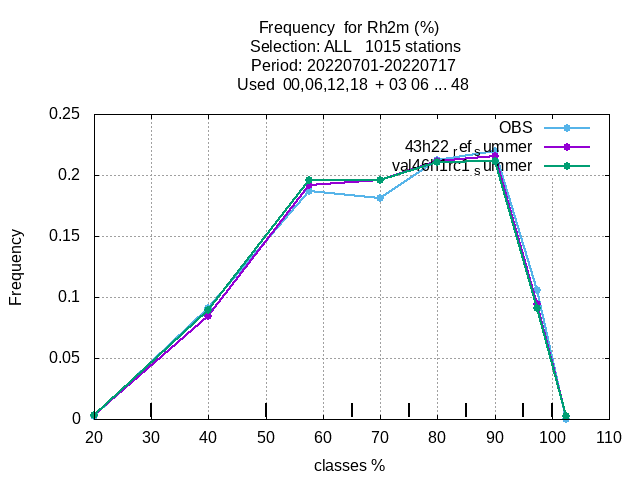 Frequency for Rh2m (%)
Selection: ALL 1015 stations
Period: 20220701-20220717
Used 00,06,12,18 + 03 06 ... 48
0.25
0.2
0.15
0.1
0.05
0
Frequency
OBS
43h22_ref_summer
val46h1rc1_summer
20 30 40 50 60 70 80 90 100 110
classes %